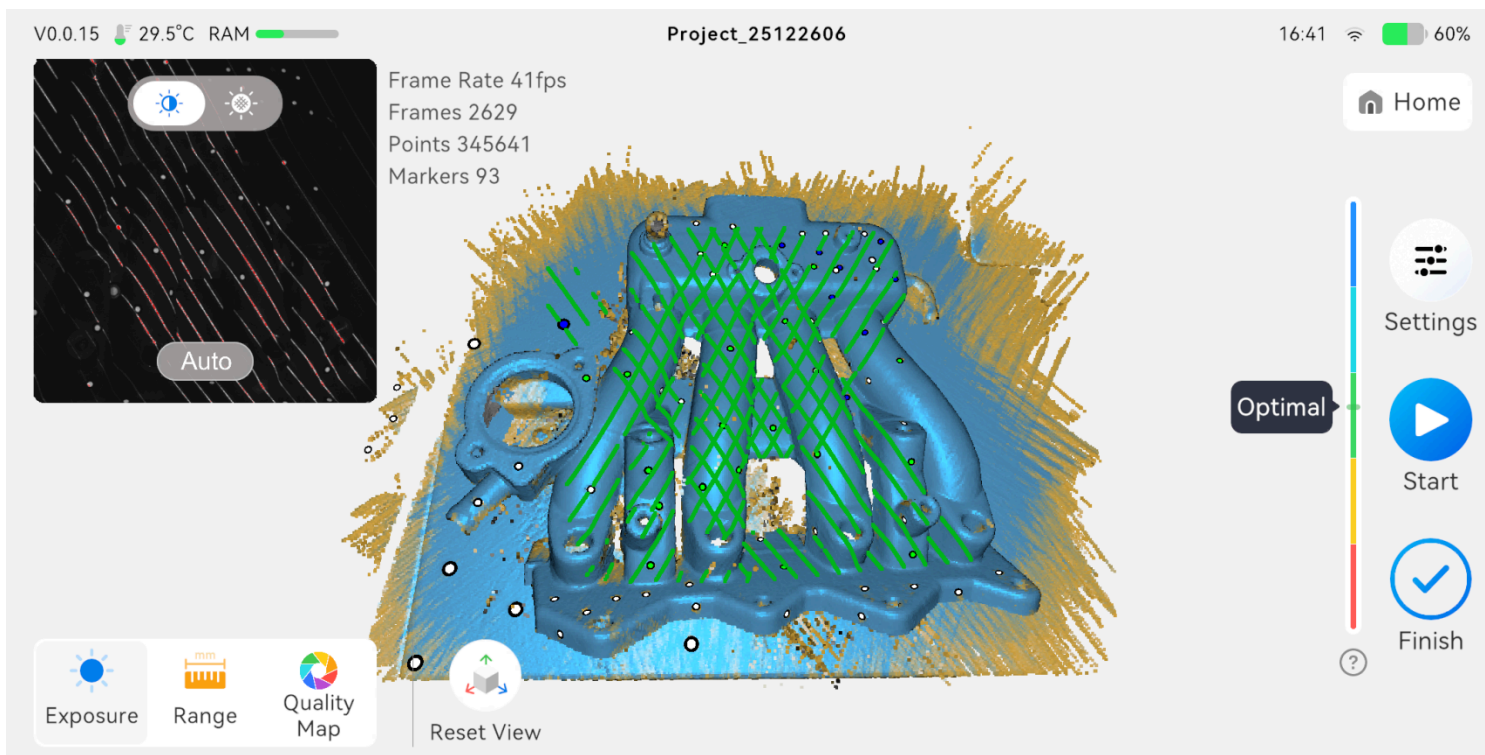 V0.0.15 29.5°C RAM
Project_25122606
16:41 60%
Frame Rate 41fps
Frames 2629
Points 345641
Markers 93
Auto
Home
Settings
Optimal
Start
Finish
?
mm
Exposure
Range
Quality
Map
Reset View